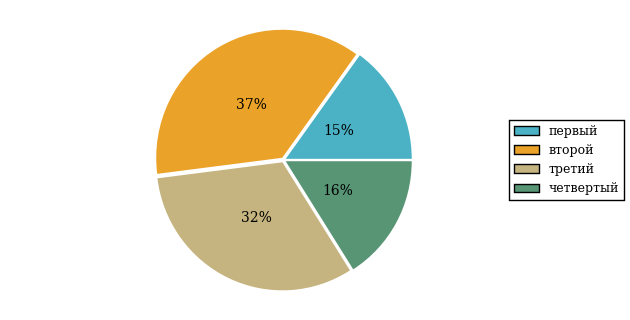 37%
15%
16%
32%
первый
второй
третий
четвертый